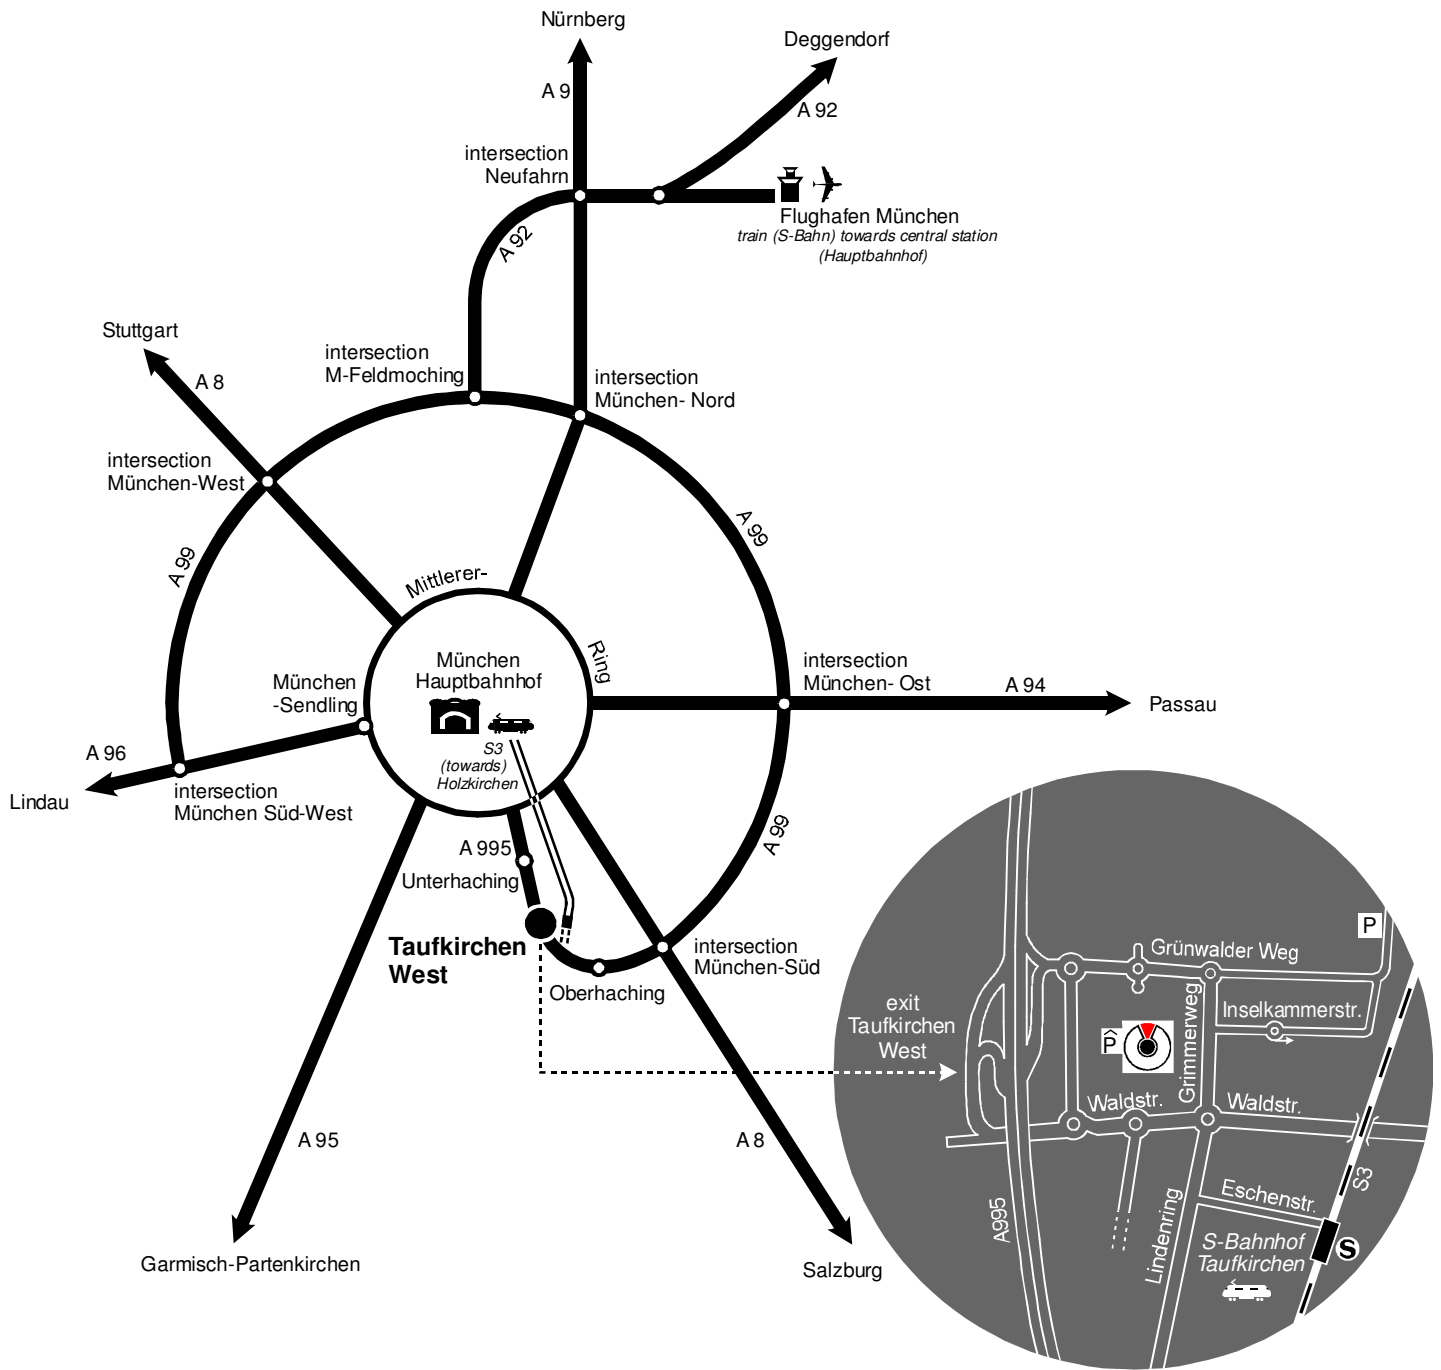 Nürnberg
Deggendorf
A 9
A 92
intersection
Neufahrn
Flughafen München
train (S-Bahn) towards central station
(Hauptbahnhof)
A 92
Stuttgart
A 8
intersection
M-Feldmoching
intersection
München- Nord
intersection
München-West
A 99
A 99
Mittlerer-
Ring
München
Hauptbahnhof
S3
(towards)
Holzkirchen
München
-Sendling
intersection
München- Ost
A 94
Passau
A 96
Lindau
intersection
München Süd-West
A 99
A 995
Unterhaching
Taufkirchen
West
intersection
München-Süd
Oberhaching
A 95
A 8
Garmisch-Partenkirchen
Salzburg
exit
Taufkirchen
West
P
Grünwalder Weg
Inselkammerstr.
Grimmerweg
P
Waldstr.
Waldstr.
S3
Eschenstr.
A995
Lindenring
S-Bahnhof
Taufkirchen
S